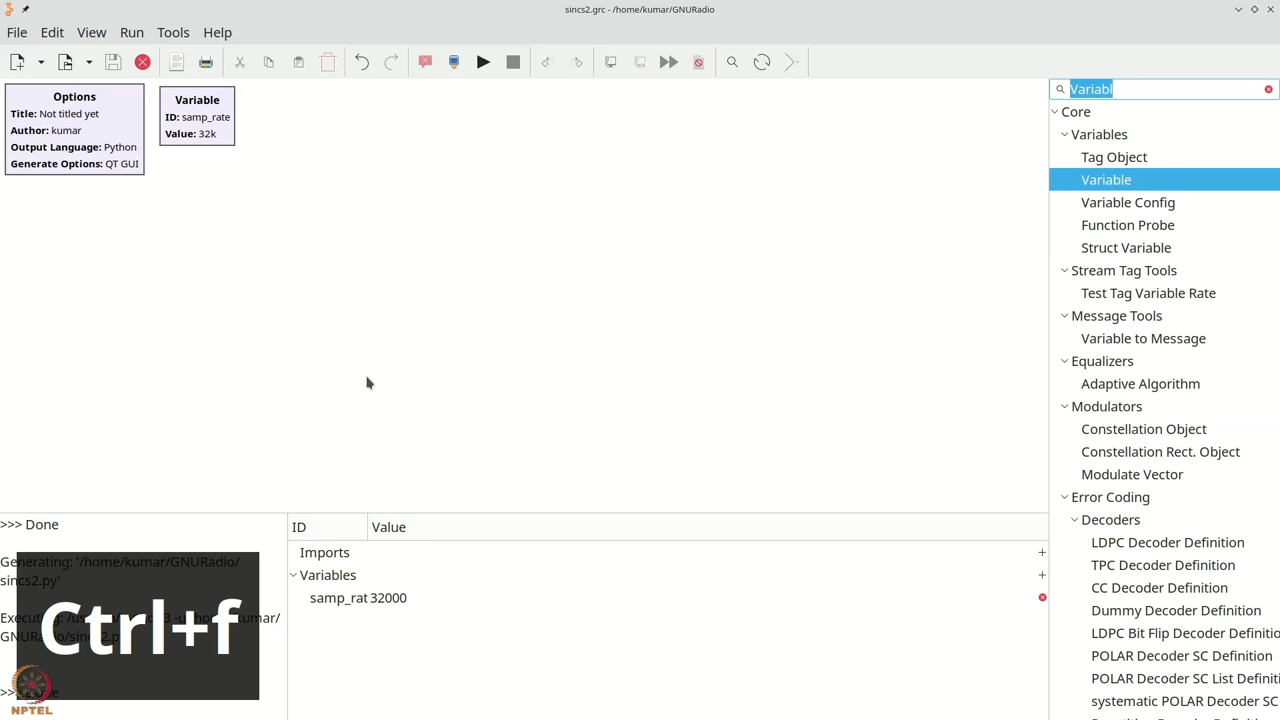 sincs2.grc - /home/kumar/GNURadio
File Edit View Run Tools Help
Options
Title: Not titled yet
Author: kumar
Output Language: Python
Generate Options: QT GUI
Variable
ID: samp_rate
Value: 32k
Variabl
Core
Variables
Tag Object
Variable
Variable Config
Function Probe
Struct Variable
Stream Tag Tools
Test Tag Variable Rate
Message Tools
Variable to Message
Equalizers
Adaptive Algorithm
Modulators
Constellation Object
Constellation Rect. Object
Modulate Vector
Error Coding
Decoders
LDPC Decoder Definition
TPC Decoder Definition
CC Decoder Definition
Dummy Decoder Definition
LDPC Bit Flip Decoder Definitio
POLAR Decoder SC Definition
POLAR Decoder SC List Definiti
systematic POLAR Decoder SC
>>> Done
Generating: '/home/kumar/GNURadio/
sincs2.py'
ID Value
Imports
Variables
samp_rat 32000
Ctrl+f
NPTEL